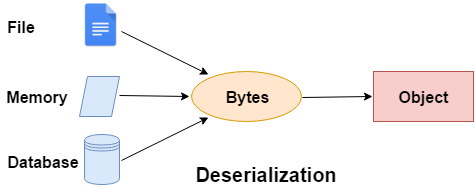 File
Memory
Bytes
Object
Database
Deserialization